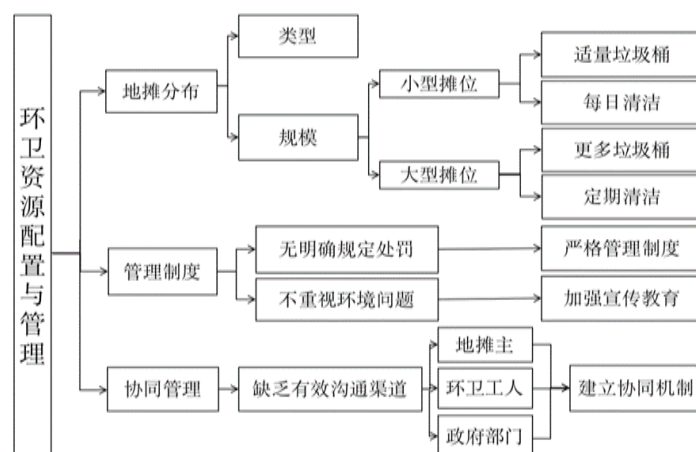 环卫资源配置与管理
地摊分布
类型
规模
小型摊位
适量垃圾桶
每日清洁
大型摊位
更多垃圾桶
定期清洁
管理制度
无明确规定处罚
严格管理制度
不重视环境问题
加强宣传教育
协同管理
缺乏有效沟通渠道
地摊主
环卫工人
政府部门
建立协同机制